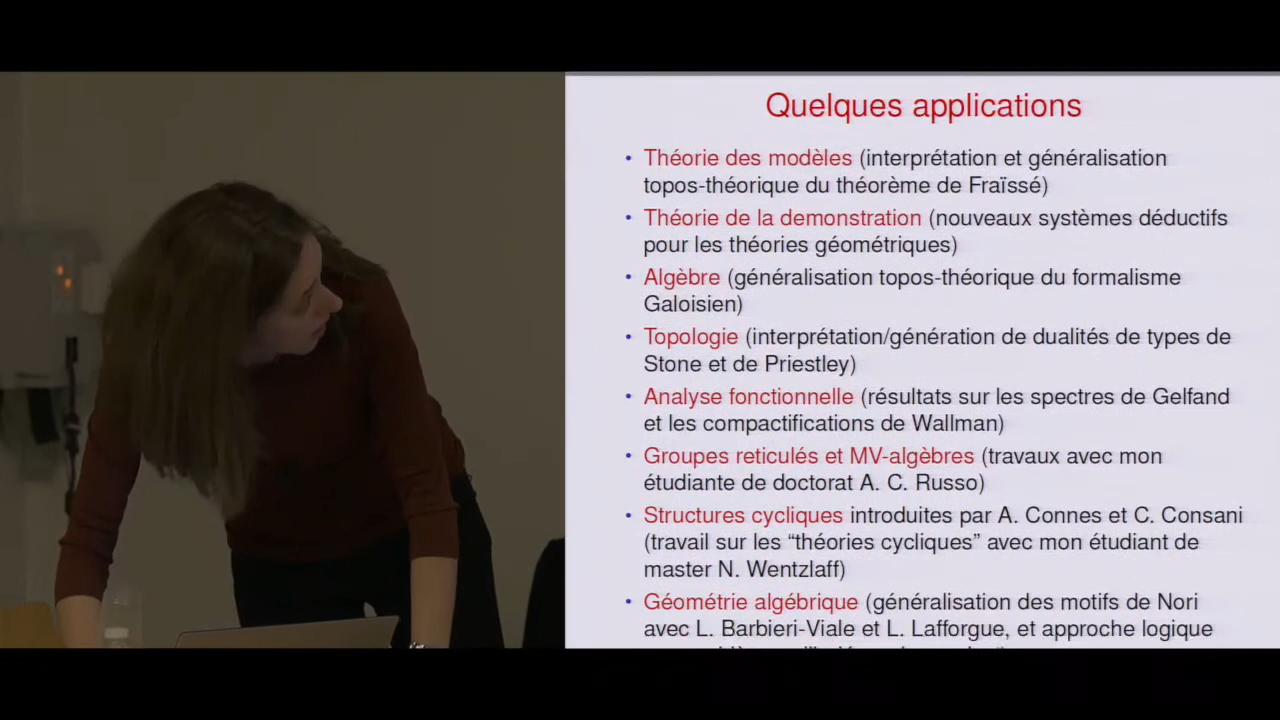 Quelques applications
• Théorie des modèles (interprétation et généralisation
topos-théorique du théorème de Fraïssé)
• Théorie de la demonstration (nouveaux systèmes déductifs
pour les théories géométriques)
• Algèbre (généralisation topos-théorique du formalisme
Galoisien)
• Topologie (interprétation/génération de dualités de types de
Stone et de Priestley)
• Analyse fonctionnelle (résultats sur les spectres de Gelfand
et les compactifications de Wallman)
• Groupes reticulés et MV-algèbres (travaux avec mon
étudiante de doctorat A. C. Russo)
• Structures cycliques introduites par A. Connes et C. Consani
(travail sur les “théories cycliques” avec mon étudiant de
master N. Wentzlaff)
• Géométrie algébrique (généralisation des motifs de Nori
avec L. Barbieri-Viale et L. Lafforgue, et approche logique